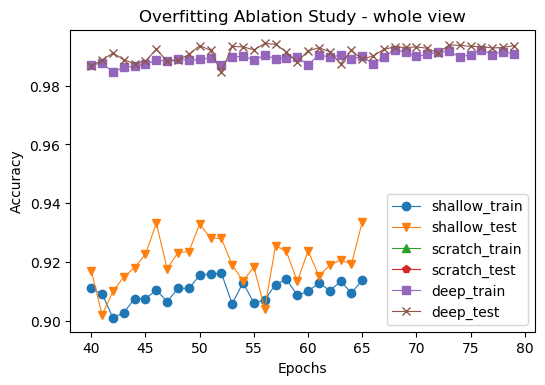 Overfitting Ablation Study - whole view
Accuracy
0.98
0.96
0.94
0.92
0.90
shallow_train
shallow_test
scratch_train
scratch_test
deep_train
deep_test
40 45 50 55 60 65 70 75 80
Epochs